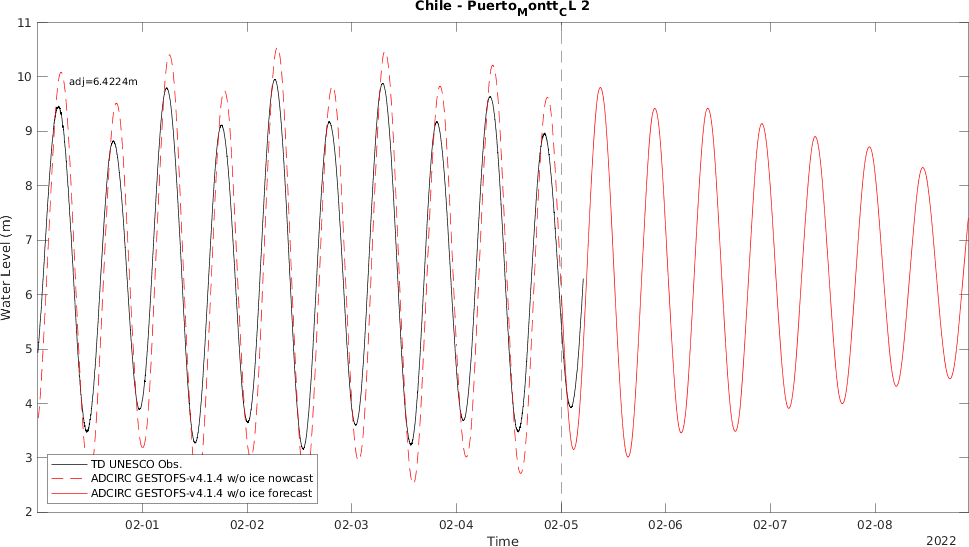 Chile - PuertoMonttCL 2
11
10
9
8
7
6
5
4
3
2
Water Level (m)
adj=6.4224m
TD UNESCO Obs.
ADCIRC GESTOFS-v4.1.4 w/o ice nowcast
ADCIRC GESTOFS-v4.1.4 w/o ice forecast
02-01 02-02 02-03 02-04 02-05 02-06 02-07 02-08
Time
2022